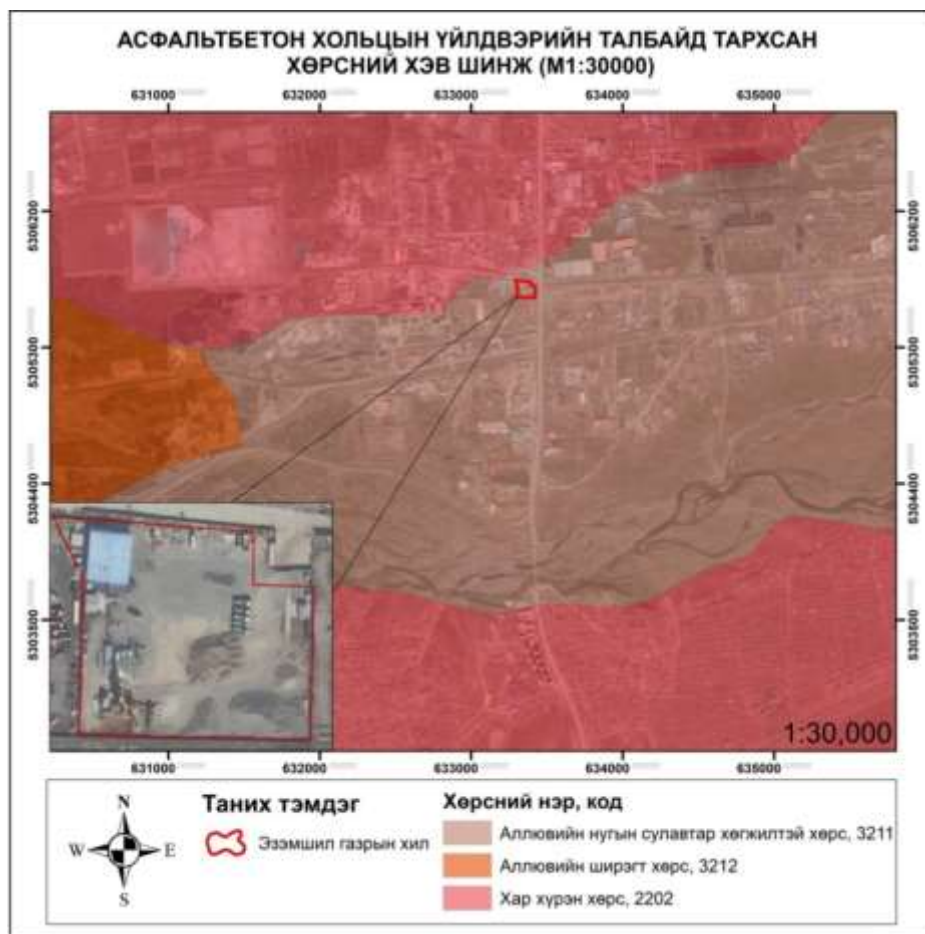 АСФАЛЬТБЕТОН ХОЛЬЦЫН ҮЙЛДВЭРИЙН ТАЛБАЙД ТАРХСАН
ХӨРСНИЙ ХЭВ ШИНЖ (М1:30000)
631000 632000 633000 634000 635000
5306200 5306200
5305300 5305300
5304400 5304400
5303500 5303500
1:30,000
631000 632000 633000 634000 635000
Таних тэмдэг
Эзэмшил газрын хил
Хөрсний нэр, код
Аллювийн нугын сулавтар хөгжилтэй хөрс, 3211
Аллювийн ширэгт хөрс, 3212
Хар хүрэн хөрс, 2202
N
W E
S